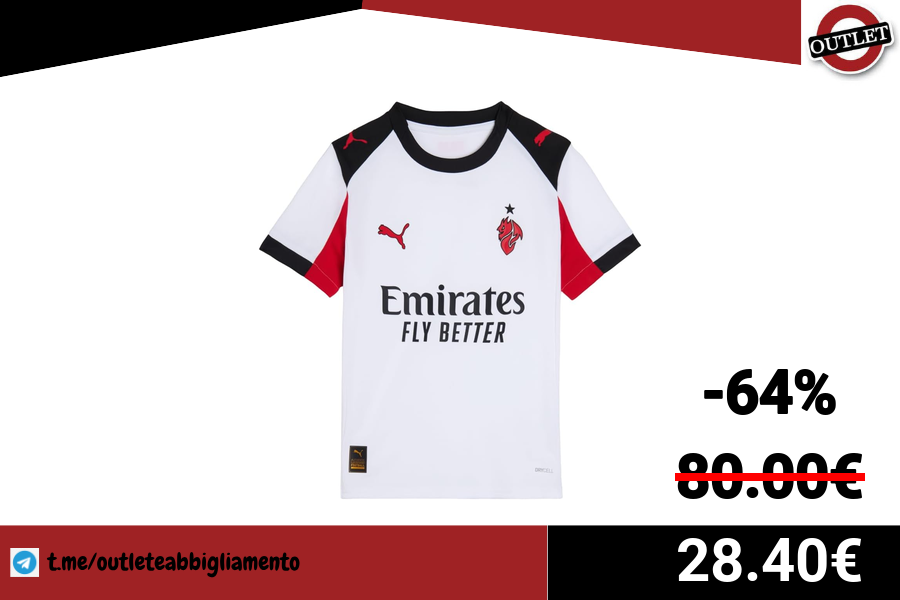 OUTLET
Emirates
FLY BETTER
-64%
80.00€
t.me/outleteabbigliamento
28.40€